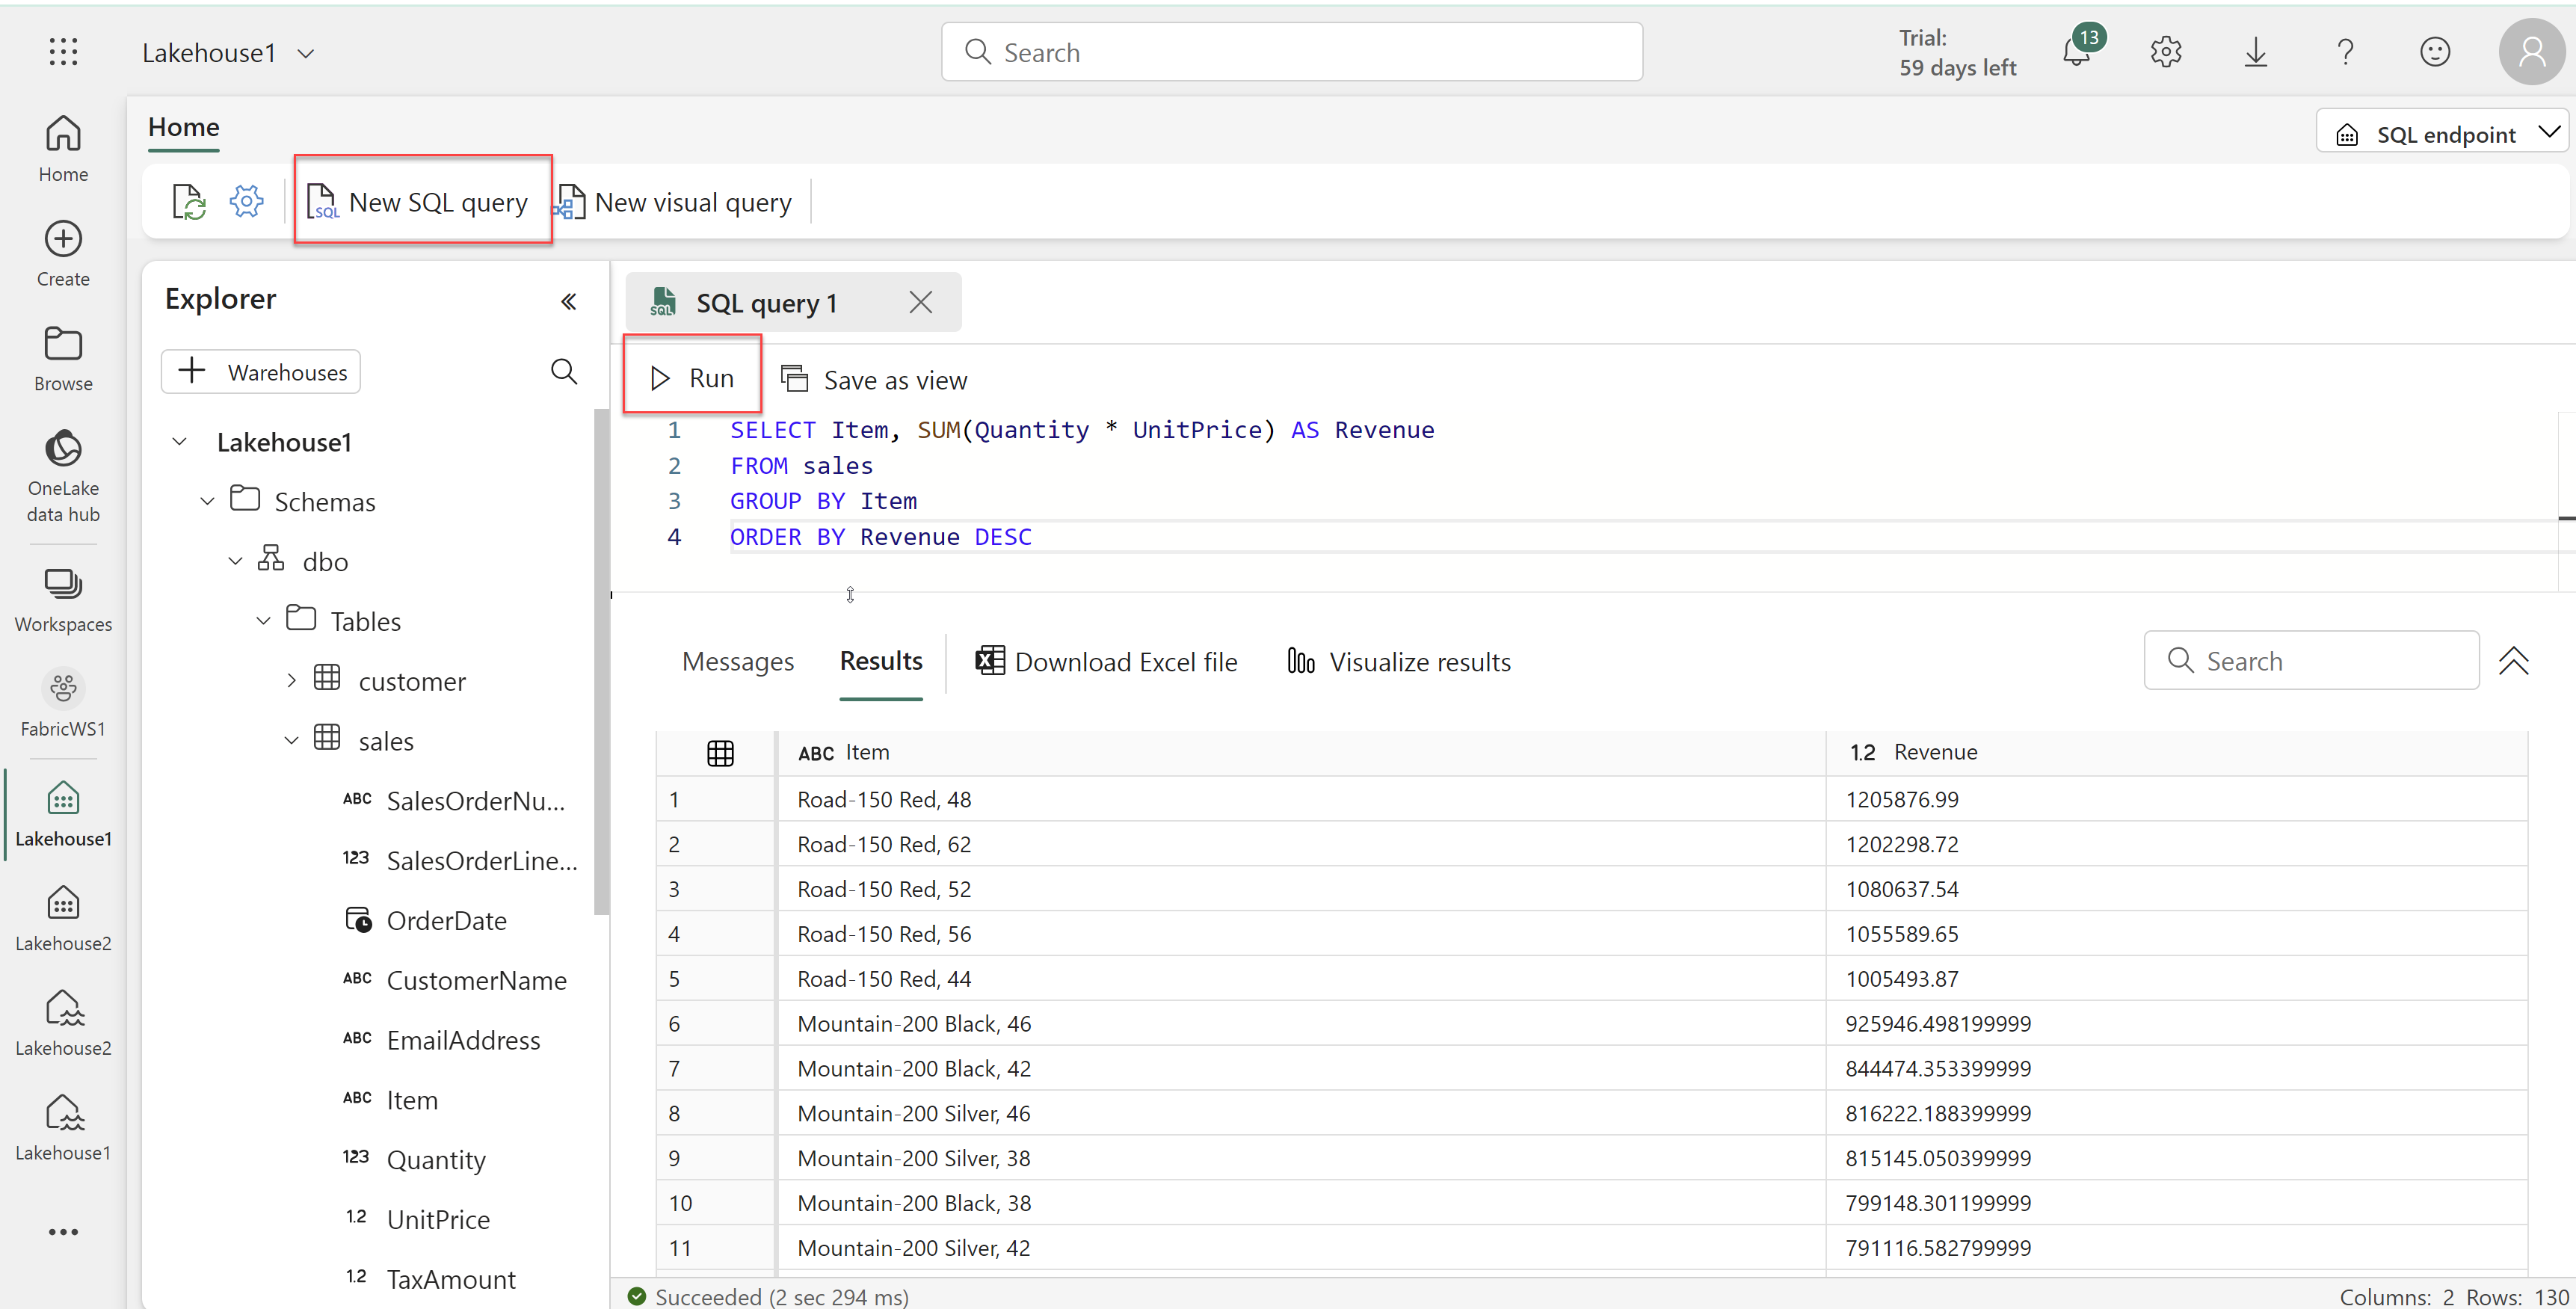 Lakehouse1
Search
Trial:
59 days left
13
Home
SQL endpoint
SQL New SQL query
New visual query
Home
Create
Browse
OneLake
data hub
Workspaces
FabricWS1
Lakehouse1
Lakehouse2
Lakehouse2
Lakehouse1
Explorer
Warehouses
Lakehouse1
Schemas
dbo
Tables
customer
sales
ABC SalesOrderNu...
123 SalesOrderLine...
OrderDate
ABC CustomerName
ABC EmailAddress
ABC Item
123 Quantity
1.2 UnitPrice
1.2 TaxAmount
SQL SQL query 1
Run
Save as view
1 SELECT Item, SUM(Quantity * UnitPrice) AS Revenue
2 FROM sales
3 GROUP BY Item
4 ORDER BY Revenue DESC
Messages
Results
Download Excel file
Visualize results
Search
ABC Item 1.2 Revenue
1 Road-150 Red, 48 1205876.99
2 Road-150 Red, 62 1202298.72
3 Road-150 Red, 52 1080637.54
4 Road-150 Red, 56 1055589.65
5 Road-150 Red, 44 1005493.87
6 Mountain-200 Black, 46 925946.498199999
7 Mountain-200 Black, 42 844474.353399999
8 Mountain-200 Silver, 46 816222.188399999
9 Mountain-200 Silver, 38 815145.050399999
10 Mountain-200 Black, 38 799148.301199999
11 Mountain-200 Silver, 42 791116.582799999
Succeeded (2 sec 294 ms)
Columns: 2 Rows: 130